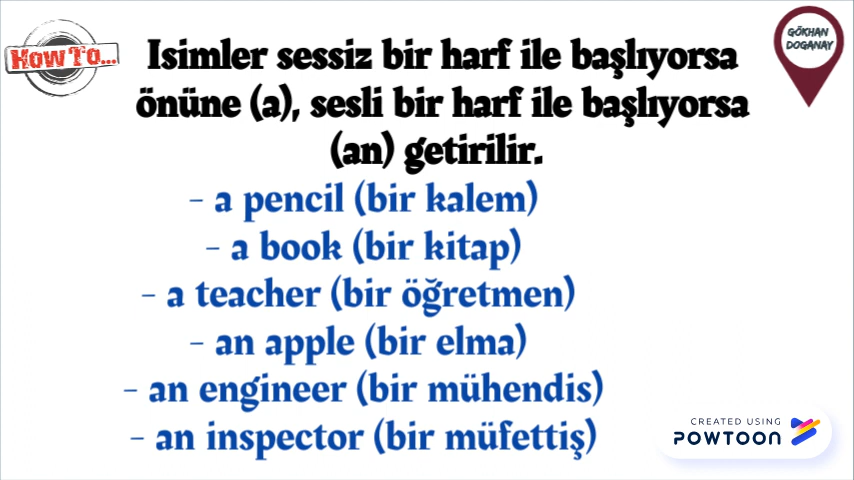 How To...
GÖKHAN
DOGANAY
Isimler sessiz bir harf ile başlıyorsa
önüne (a), sesli bir harf ile başlıyorsa
(an) getirilir.
- a pencil (bir kalem)
- a book (bir kitap)
- a teacher (bir öğretmen)
- an apple (bir elma)
- an engineer (bir mühendis)
- an inspector (bir müfettiş)
CREATED USING
POWTOON